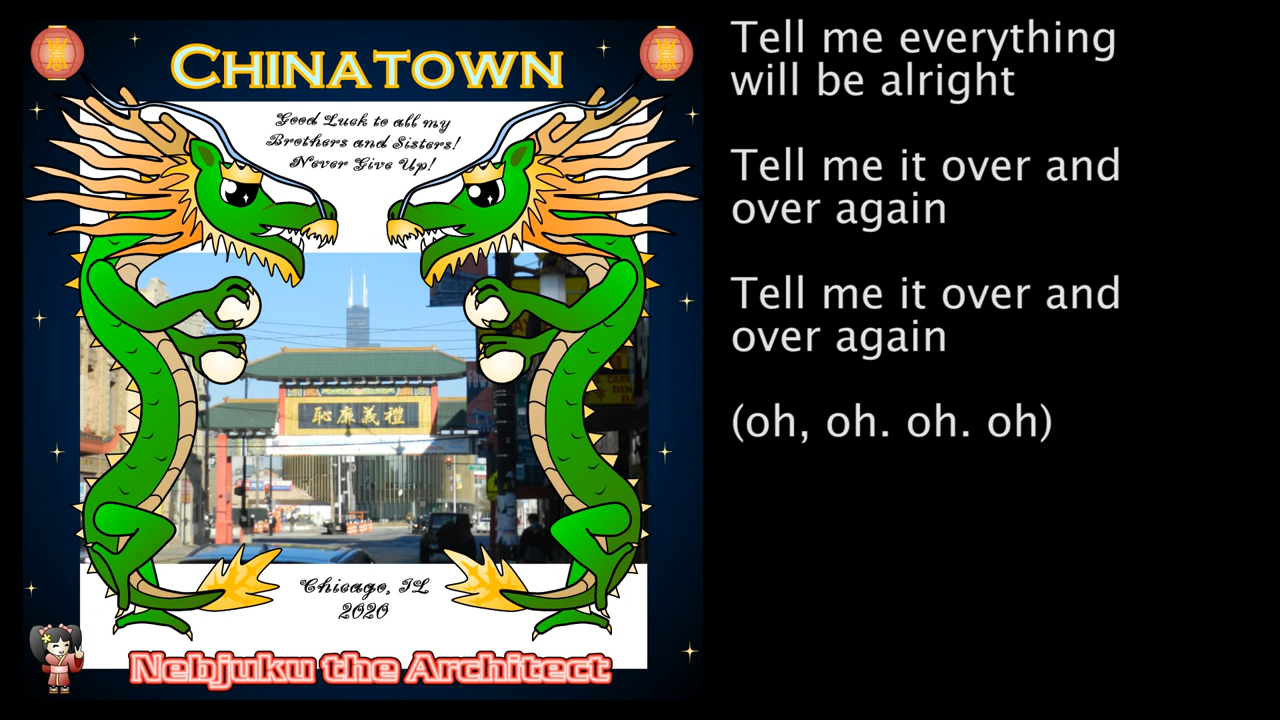 CHINATOWN
Good Luck to all my
Brothers and Sisters!
Never Give Up!
恥廉義禮
Chicago, IL
2020
Nebjuku the Architect
Tell me everything
will be alright
Tell me it over and
over again
Tell me it over and
over again
(oh, oh. oh. oh)